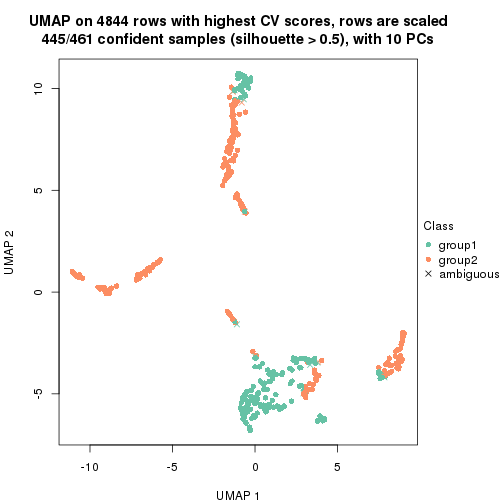 UMAP on 4844 rows with highest CV scores, rows are scaled
445/461 confident samples (silhouette > 0.5), with 10 PCs
10
5
0
-5
UMAP 2
-10
-5
0
5
UMAP 1
Class
group1
group2
ambiguous